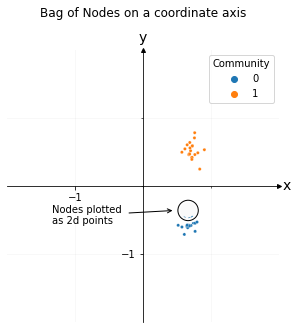 Bag of Nodes on a coordinate axis
y
Community
0
1
x
−1
Nodes plotted
as 2d points
−1